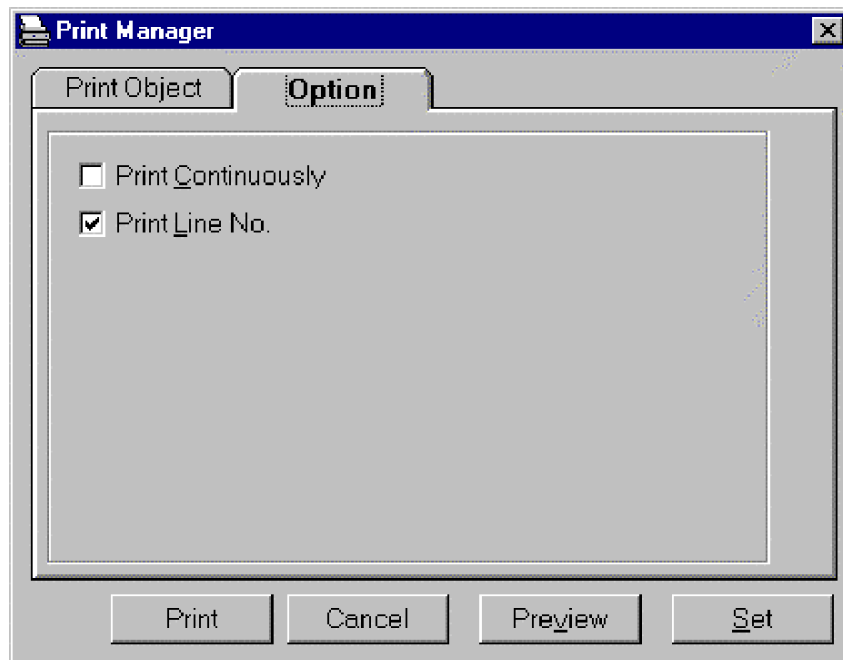 Print Manager
Print Object Option
Print Continuously
Print Line No.
Print Cancel Preview Set